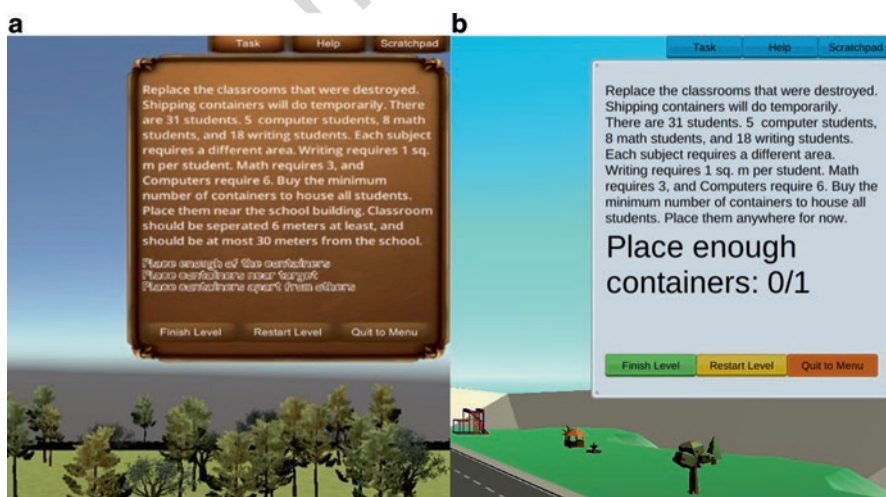 a
Task Help Scratchpad
Replace the classrooms that were destroyed.
Shipping containers will do temporarily. There
are 31 students. 5 computer students, 8 math
students, and 18 writing students. Each subject
requires a different area. Writing requires 1 sq.
m per student. Math requires 3, and
Computers require 6. Buy the minimum
number of containers to house all students.
Place them near the school building. Classroom
should be seperated 6 meters at least, and
should be at most 30 meters from the school.
Place enough of the containers
Place containers near target
Place containers apart from others
Finish Level Restart Level Quit to Menu
b
Task Help Scratchpad
Replace the classrooms that were destroyed.
Shipping containers will do temporarily.
There are 31 students. 5 computer students,
8 math students, and 18 writing students.
Each subject requires a different area.
Writing requires 1 sq. m per student. Math
requires 3, and Computers require 6. Buy the
minimum number of containers to house all
students. Place them anywhere for now.
Place enough
containers: 0/1
Finish Level Restart Level Quit to Menu